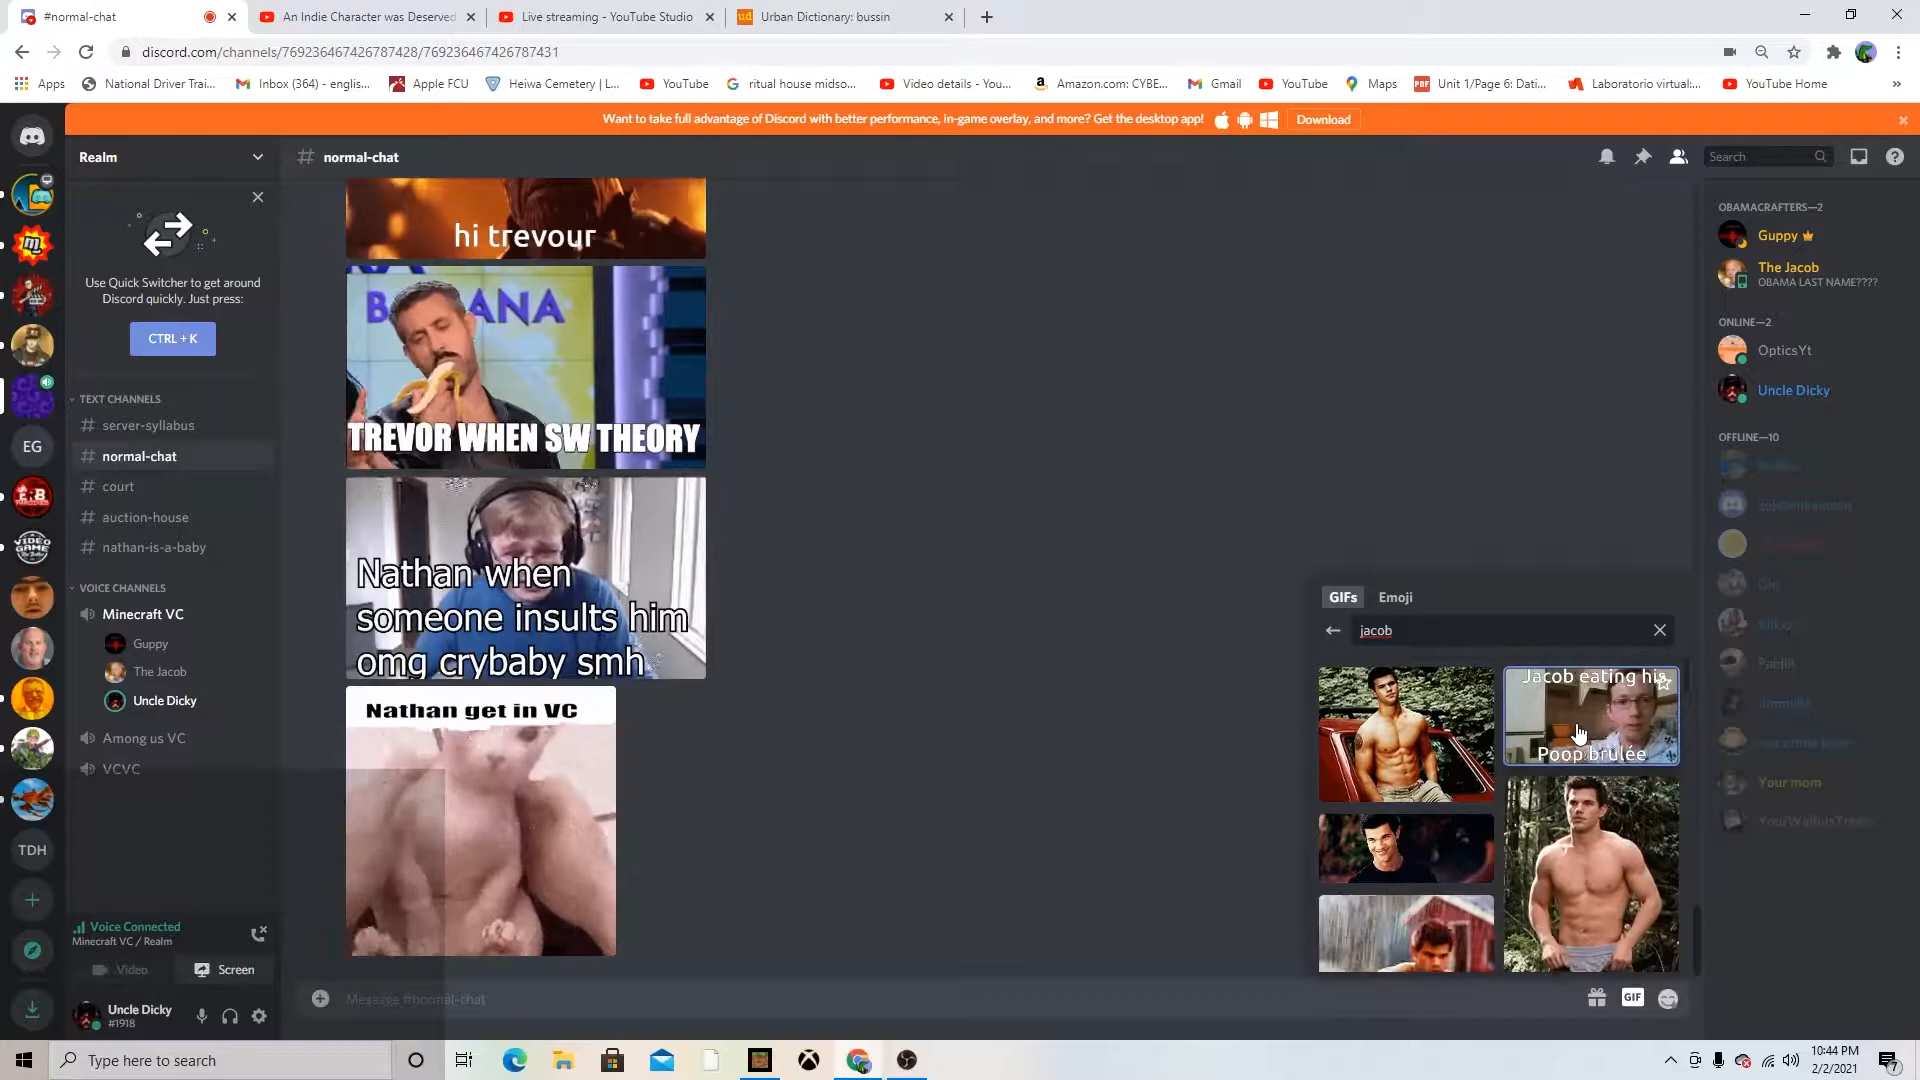 #normal-chat
An Indie Character was Deserved
Live streaming - YouTube Studio
Urban Dictionary: bussin
discord.com/channels/769236467426787428/769236467426787431
Apps
National Driver Trai...
Inbox (364) - englis...
Apple FCU
Heiwa Cemetery | L...
YouTube
ritual house midso...
Video details - You...
Amazon.com: CYBE...
Gmail
YouTube
Maps
Unit 1/Page 6: Dati...
Laboratorio virtual:...
YouTube Home
Want to take full advantage of Discord with better performance, in-game overlay, and more? Get the desktop app!
Download
Realm
normal-chat
Search
Use Quick Switcher to get around
Discord quickly. Just press:
CTRL + K
TEXT CHANNELS
server-syllabus
normal-chat
court
auction-house
nathan-is-a-baby
VOICE CHANNELS
Minecraft VC
Guppy
The Jacob
Uncle Dicky
Among us VC
VCVC
EG
TDH
Voice Connected
Minecraft VC / Realm
Video
Screen
Uncle Dicky
#1918
hi trevour
TREVOR WHEN SW THEORY
Nathan when
someone insults him
omg crybaby smh
Nathan get in VC
Message #normal-chat
GIFs
Emoji
jacob
Jacob eating his
Poop brulée
GIF
OBAMACRAFTERS—2
Guppy
The Jacob
OBAMA LAST NAME????
ONLINE—2
OpticsYt
Uncle Dicky
OFFLINE—10
Your mom
Type here to search
10:44 PM
2/2/2021
7